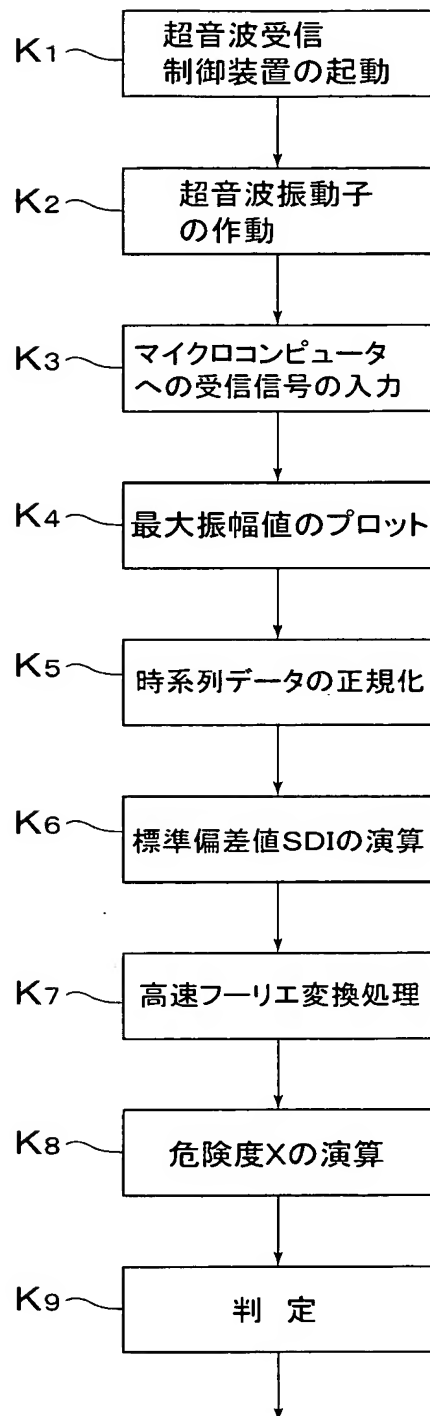 K1
超音波受信
制御装置の起動
K2
超音波振動子
の作動
K3
マイクロコンピュータ
への受信信号の入力
K4
最大振幅値のプロット
K5
時系列データの正規化
K6
標準偏差値SDIの演算
K7
高速フーリエ変換処理
K8
危険度Xの演算
K9
判 定